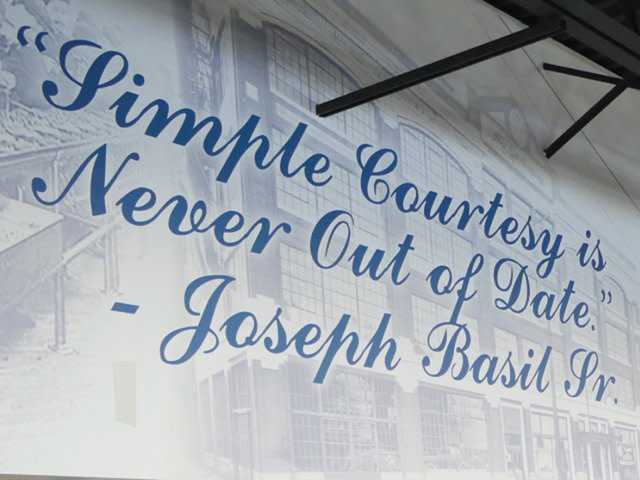 “Simple Courtesy is
Never Out of Date.”
- Joseph Basil Sr.